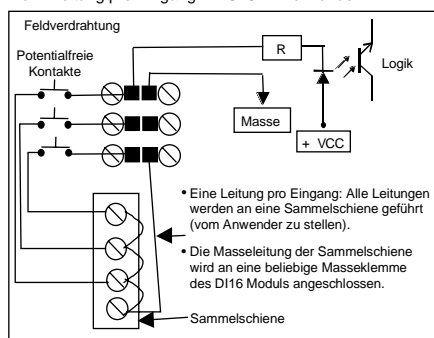 Feldverdrahtung
Potentialfreie
Kontakte
R
Logik
Masse
+ VCC
• Eine Leitung pro Eingang: Alle Leitungen
werden an eine Sammelschiene geführt
(vom Anwender zu stellen).
• Die Masseleitung der Sammelschiene
wird an eine beliebige Masseklemme
des DI16 Moduls angeschlossen.
Sammelschiene